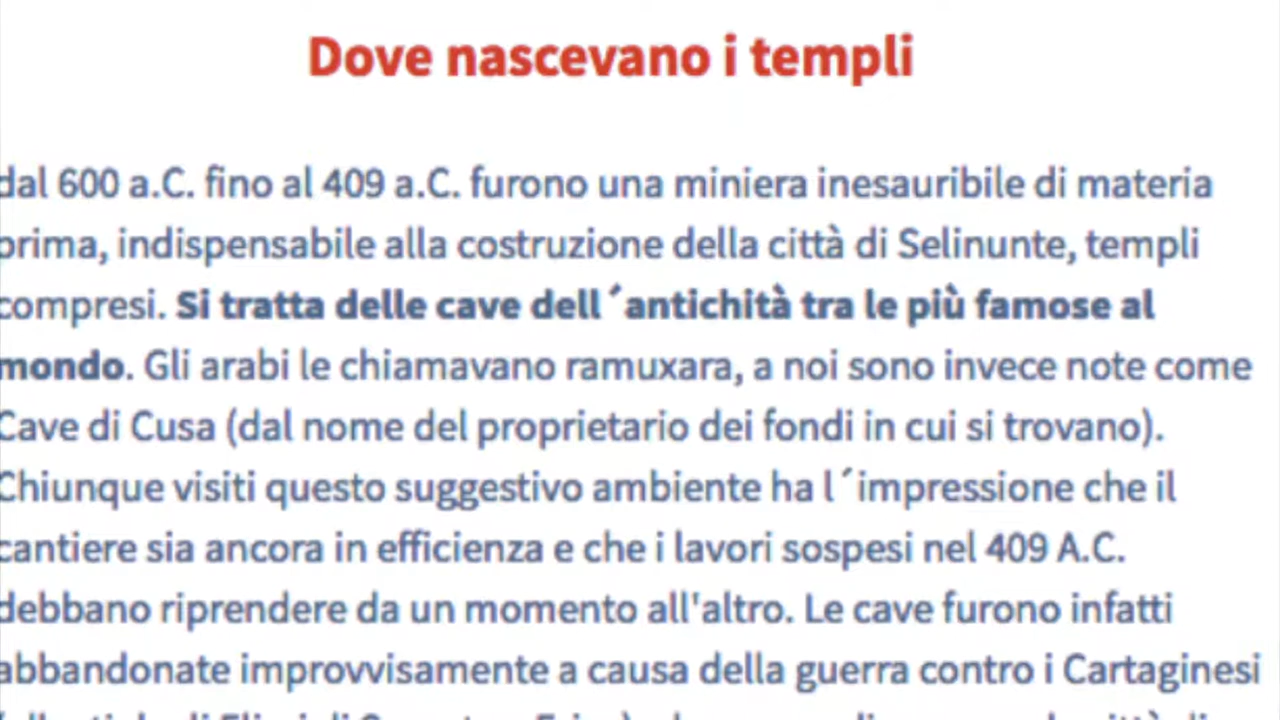 Dove nascevano i templi
dal 600 a.C. fino al 409 a.C. furono una miniera inesauribile di materia
prima, indispensabile alla costruzione della città di Selinunte, templi
compresi. Si tratta delle cave dell´antichità tra le più famose al
mondo. Gli arabi le chiamavano ramuxara, a noi sono invece note come
Cave di Cusa (dal nome del proprietario dei fondi in cui si trovano).
Chiunque visiti questo suggestivo ambiente ha l´impressione che il
cantiere sia ancora in efficienza e che i lavori sospesi nel 409 A.C.
debbano riprendere da un momento all'altro. Le cave furono infatti
abbandonate improvvisamente a causa della guerra contro i Cartaginesi